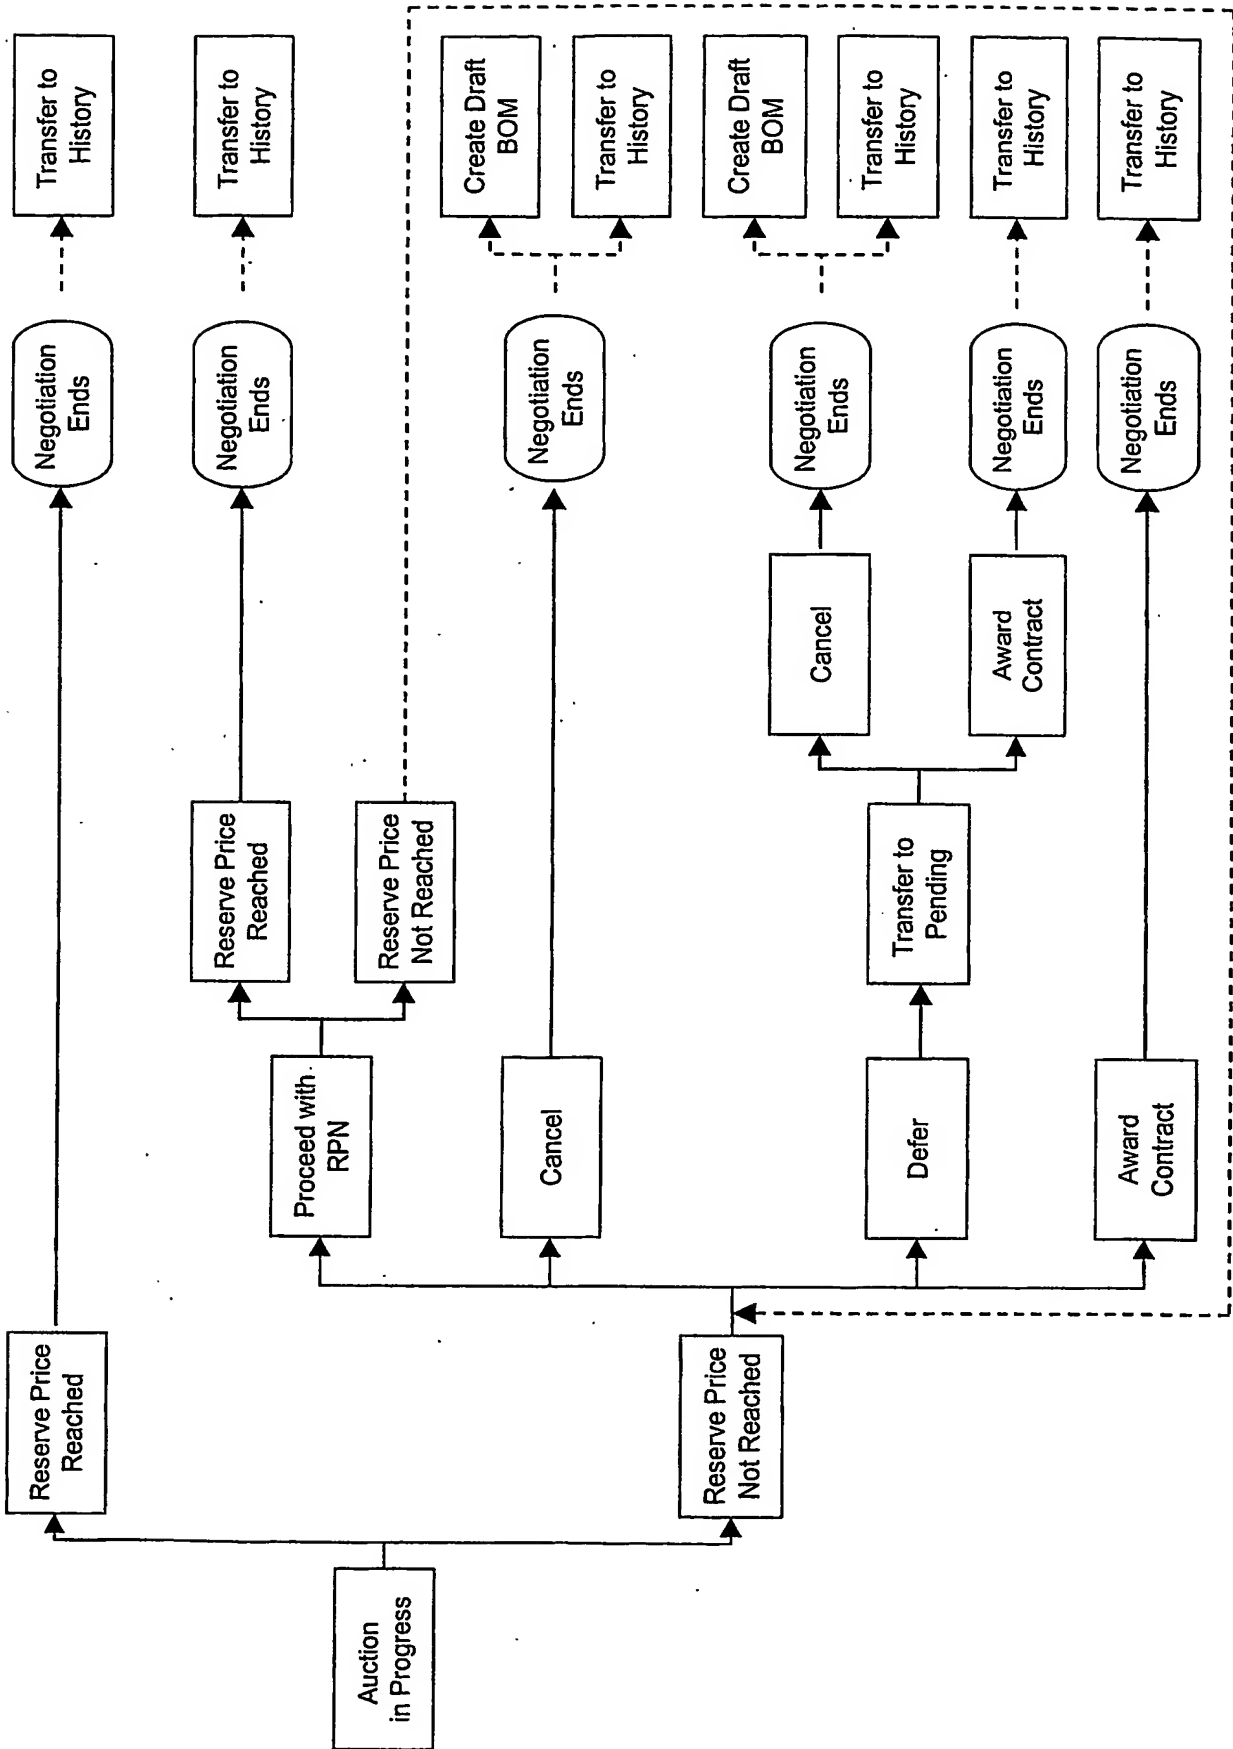 Auction
in Progress
Reserve Price
Reached
Reserve Price
Not Reached
Proceed with
RPN
Cancel
Defer
Award
Contract
Reserve Price
Reached
Reserve Price
Not Reached
Transfer to
Pending
Cancel
Award
Contract
Negotiation
Ends
Negotiation
Ends
Negotiation
Ends
Negotiation
Ends
Negotiation
Ends
Negotiation
Ends
Transfer to
History
Transfer to
History
Create Draft
BOM
Transfer to
History
Create Draft
BOM
Transfer to
History
Transfer to
History
Transfer to
History